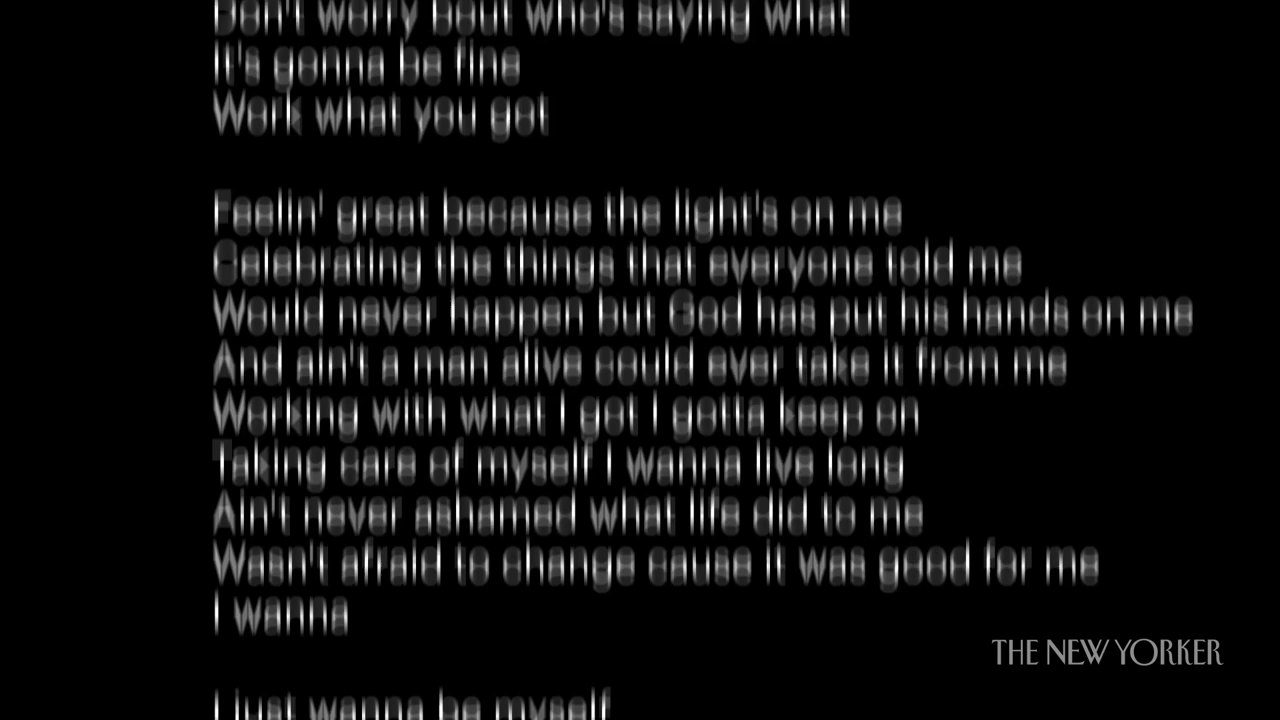 Don't worry bout who's saying what
It's gonna be fine
Work what you got
Feelin' great because the light's on me
Celebrating the things that everyone told me
Would never happen but God has put his hands on me
And ain't a man alive could ever take it from me
Working with what I got I gotta keep on
Taking care of myself I wanna live long
Ain't never ashamed what life did to me
Wasn't afraid to change cause it was good for me
I wanna
I just wanna be myself
THE NEW YORKER